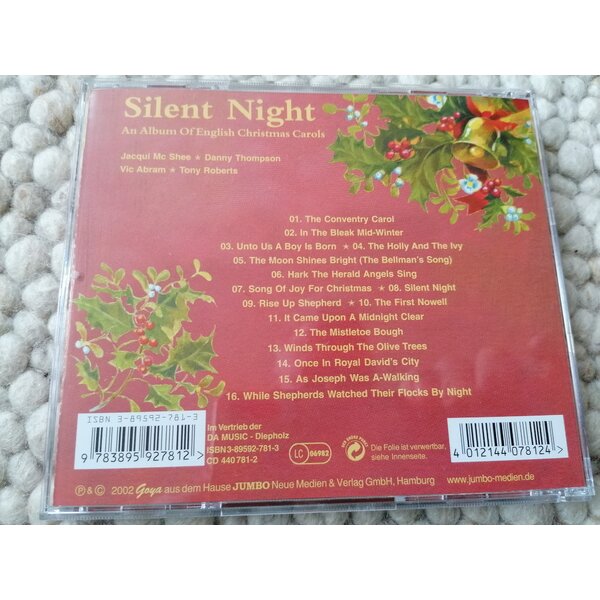 Silent Night
An Album Of English Christmas Carols
Jacqui Mc Shee ★ Danny Thompson
Vic Abram ★ Tony Roberts
01. The Conventry Carol
02. In The Bleak Mid-Winter
03. Unto Us A Boy Is Born ★ 04. The Holly And The Ivy
05. The Moon Shines Bright (The Bellman's Song)
06. Hark The Herald Angels Sing
07. Song Of Joy For Christmas ★ 08. Silent Night
09. Rise Up Shepherd ★ 10. The First Nowell
11. It Came Upon A Midnight Clear
12. The Mistletoe Bough
13. Winds Through The Olive Trees
14. Once In Royal David's City
15. As Joseph Was A-Walking
16. While Shepherds Watched Their Flocks By Night
ISBN 3-89592-781-3
9 783895 927812
Im Vertrieb der
DA MUSIC - Diepholz
ISBN3-89592-781-3
CD 440781-2
LC 06982
Die Folie ist verwertbar,
siehe Innenseite.
4 012144 078124
℗ & © 2002 Goya aus dem Hause JUMBO Neue Medien & Verlag GmbH, Hamburg
www.jumbo-medien.de